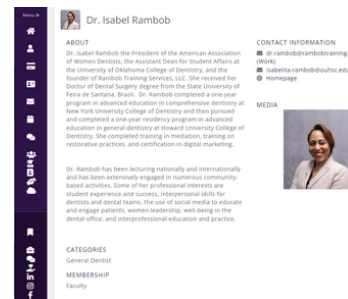 Menu
Dr. Isabel Rambob
ABOUT
Dr. Isabel Rambob the President of the American Association
of Women Dentists, the Assistant Dean for Student Affairs at
the University of Oklahoma College of Dentistry, and the
founder of Rambob Training Services, LLC. She received her
Doctor of Dental Surgery degree from the State University of
Feira de Santana, Brazil. Dr. Rambob completed a one-year
program in advanced education in comprehensive dentistry at
New York University College of Dentistry and then pursued
and completed a one-year residency program in advanced
education in general dentistry at Howard University College of
Dentistry. She completed training in mediation, training on
restorative practices, and certification in digital marketing.
Dr. Rambob has been lecturing nationally and internationally
and has been extensively engaged in numerous community-
based activities. Some of her professional interests are
student experience and success, interpersonal skills for
dentists and dental teams, the use of social media to educate
and engage patients, women leadership, well-being in the
dental office, and interprofessional education and practice.
CATEGORIES
General Dentist
MEMBERSHIP
Faculty
CONTACT INFORMATION
dr.rambob@rambobtraining.
(Work)
isabelita-rambob@ouhsc.edu
Homepage
MEDIA